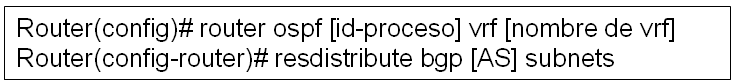 Router(config)# router ospf [id-proceso] vrf [nombre de vrf]
Router(config-router)# resdistribute bgp [AS] subnets